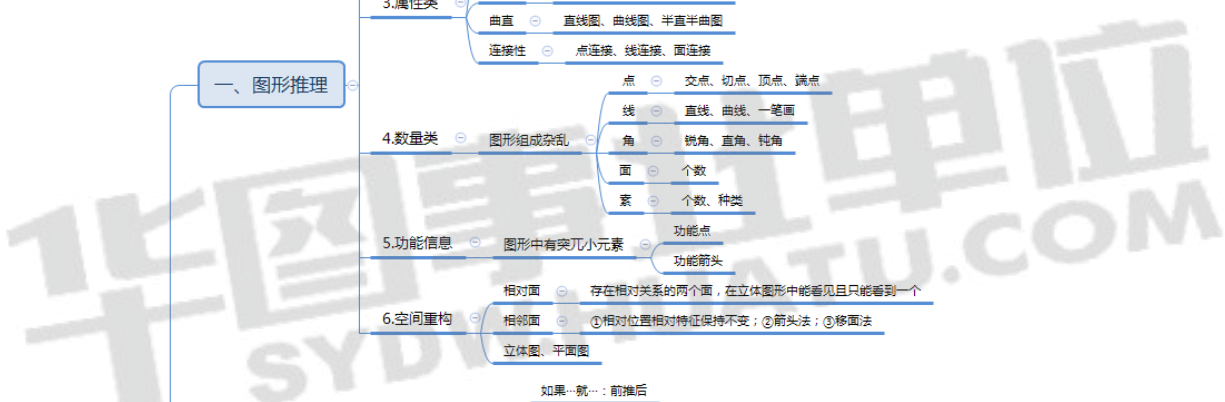 3.属性类
曲直
直线图、曲线图、半直半曲图
连接性
点连接、线连接、面连接
一、图形推理
4.数量类
图形组成杂乱
点
交点、切点、顶点、端点
线
直线、曲线、一笔画
角
锐角、直角、钝角
面
个数
素
个数、种类
5.功能信息
图形中有突兀小元素
功能点
功能箭头
6.空间重构
相对面
存在相对关系的两个面，在立体图形中能看见且只能看到一个
相邻面
①相对位置相对特征保持不变；②箭头法；③移面法
立体图、平面图
如果…就…：前推后
华图事业单位
SYDW.HUATU.COM